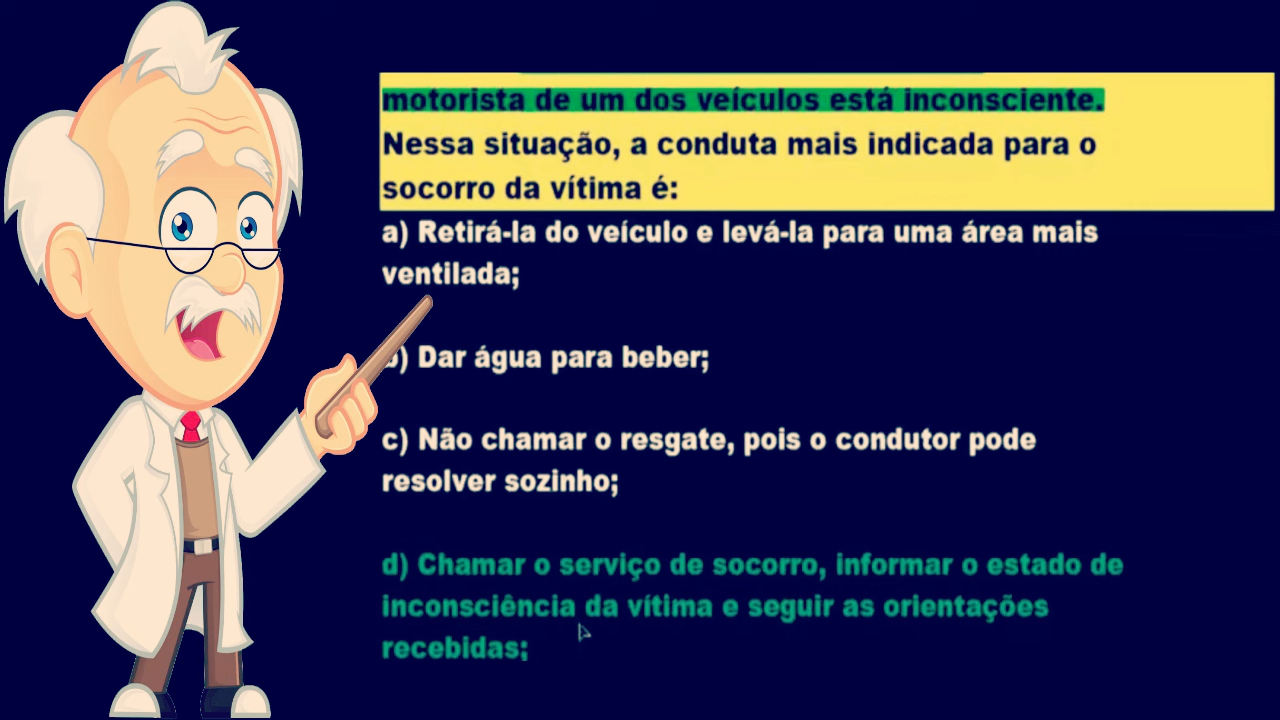 motorista de um dos veículos está inconsciente.
Nessa situação, a conduta mais indicada para o
socorro da vítima é:
a) Retirá-la do veículo e levá-la para uma área mais
ventilada;
b) Dar água para beber;
c) Não chamar o resgate, pois o condutor pode
resolver sozinho;
d) Chamar o serviço de socorro, informar o estado de
inconsciência da vítima e seguir as orientações
recebidas;